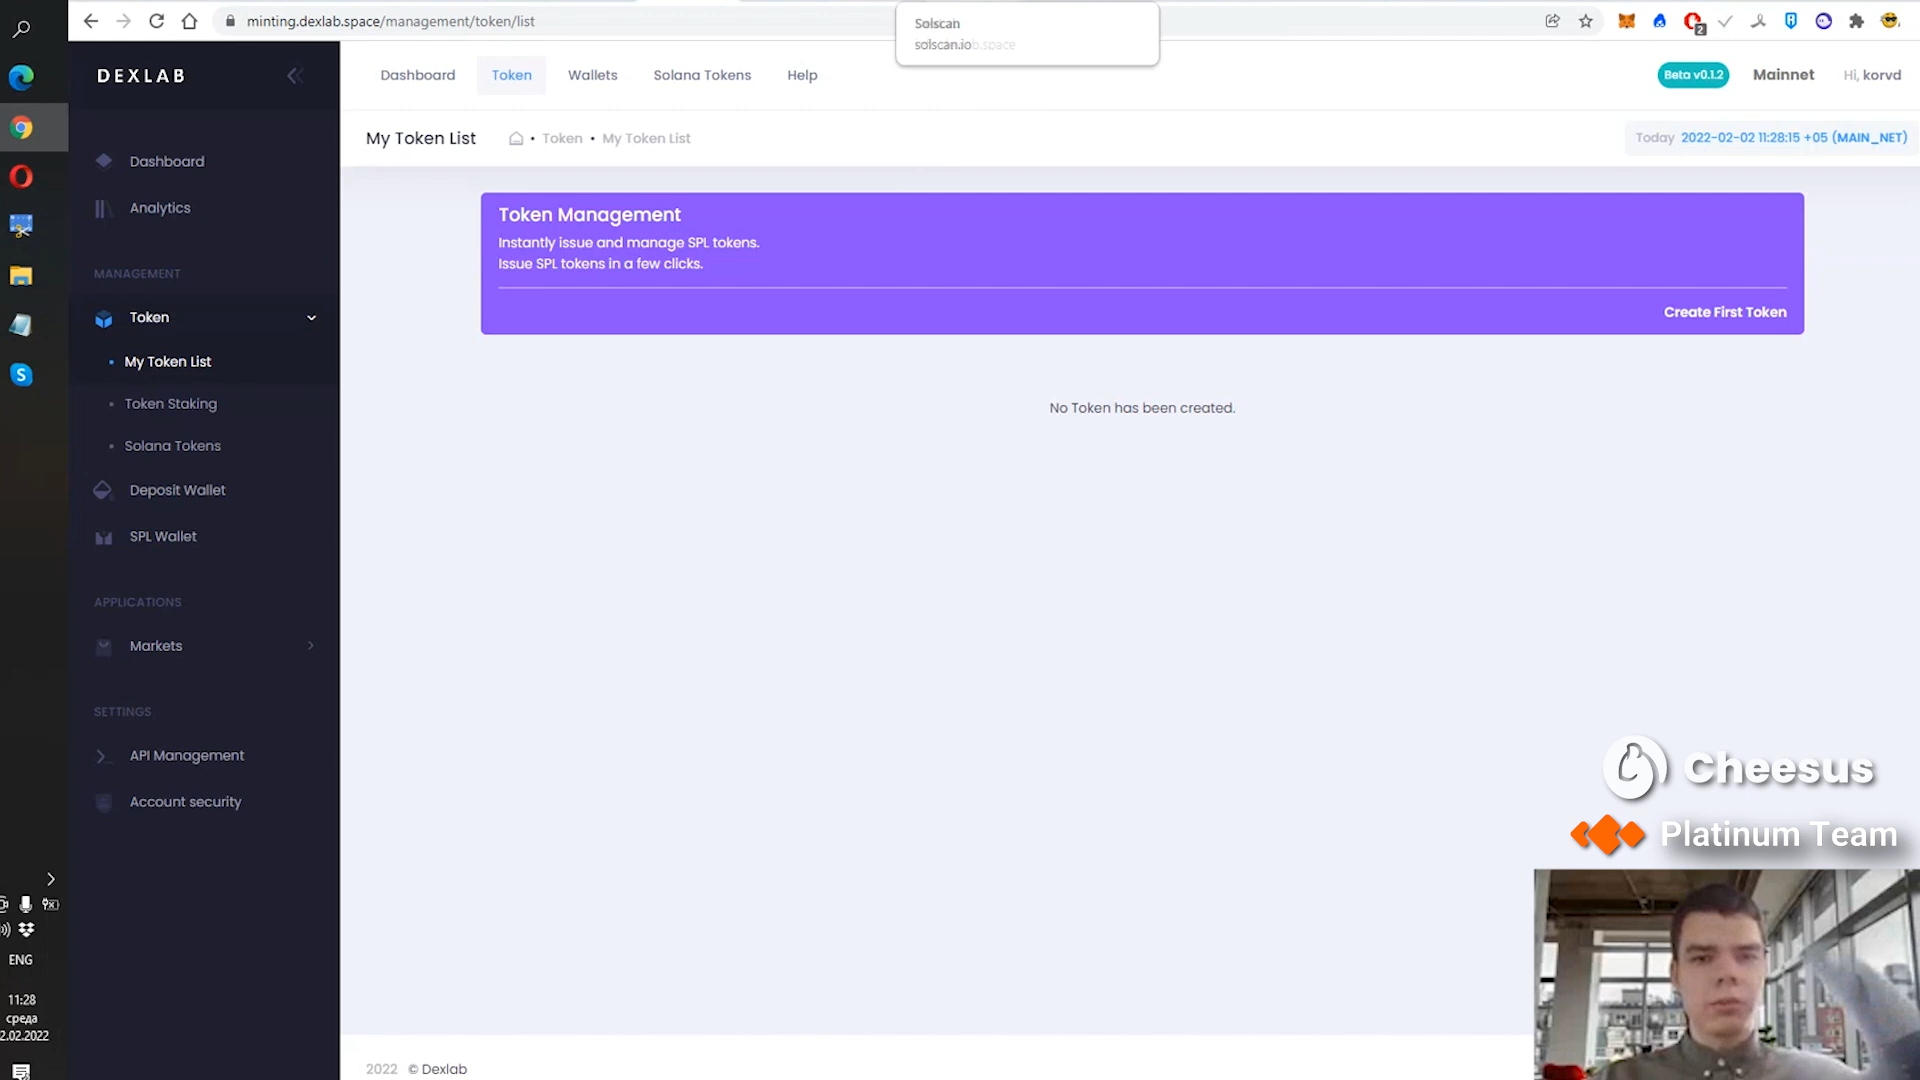 minting.dexlab.space/management/token/list
Solscan
solscan.io
2
DEXLAB
Dashboard
Token
Wallets
Solana Tokens
Help
Beta v0.1.2
Mainnet
Hi, korvd
My Token List
• Token • My Token List
Today 2022-02-02 11:28:15 +05 (MAIN_NET)
Dashboard
Analytics
MANAGEMENT
Token
My Token List
Token Staking
Solana Tokens
Deposit Wallet
SPL Wallet
APPLICATIONS
Markets
SETTINGS
API Management
Account security
Token Management
Instantly issue and manage SPL tokens.
Issue SPL tokens in a few clicks.
Create First Token
No Token has been created.
Cheesus
Platinum Team
ENG
11:28
среда
2.02.2022
2022 © Dexlab